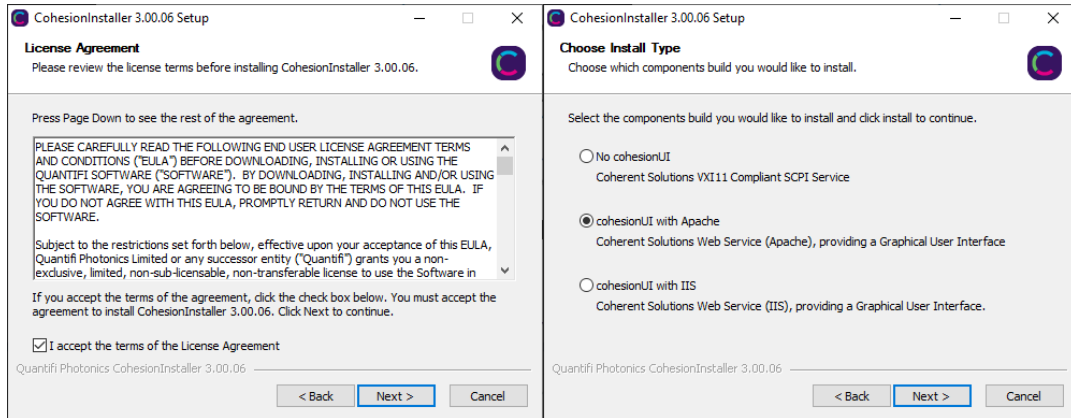 CohesionInstaller 3.00.06 Setup
License Agreement
Please review the license terms before installing CohesionInstaller 3.00.06.
Press Page Down to see the rest of the agreement.
PLEASE CAREFULLY READ THE FOLLOWING END USER LICENSE AGREEMENT TERMS
AND CONDITIONS ("EULA") BEFORE DOWNLOADING, INSTALLING OR USING THE
QUANTIFI SOFTWARE ("SOFTWARE").  BY DOWNLOADING, INSTALLING AND/OR USING
THE SOFTWARE, YOU ARE AGREEING TO BE BOUND BY THE TERMS OF THIS EULA.  IF
YOU DO NOT AGREE WITH THIS EULA, PROMPTLY RETURN AND DO NOT USE THE
SOFTWARE.
Subject to the restrictions set forth below, effective upon your acceptance of this EULA,
Quantifi Photonics Limited or any successor entity ("Quantifi") grants you a non-
exclusive, limited, non-sub-licensable, non-transferable license to use the Software in
If you accept the terms of the agreement, click the check box below. You must accept the
agreement to install CohesionInstaller 3.00.06. Click Next to continue.
I accept the terms of the License Agreement
Quantifi Photonics CohesionInstaller 3.00.06
< Back
Next >
Cancel
CohesionInstaller 3.00.06 Setup
Choose Install Type
Choose which components build you would like to install.
Select the components build you would like to install and click install to continue.
No cohesionUI
Coherent Solutions VXI11 Compliant SCPI Service
cohesionUI with Apache
Coherent Solutions Web Service (Apache), providing a Graphical User Interface
cohesionUI with IIS
Coherent Solutions Web Service (IIS), providing a Graphical User Interface.
Quantifi Photonics CohesionInstaller 3.00.06
< Back
Next >
Cancel